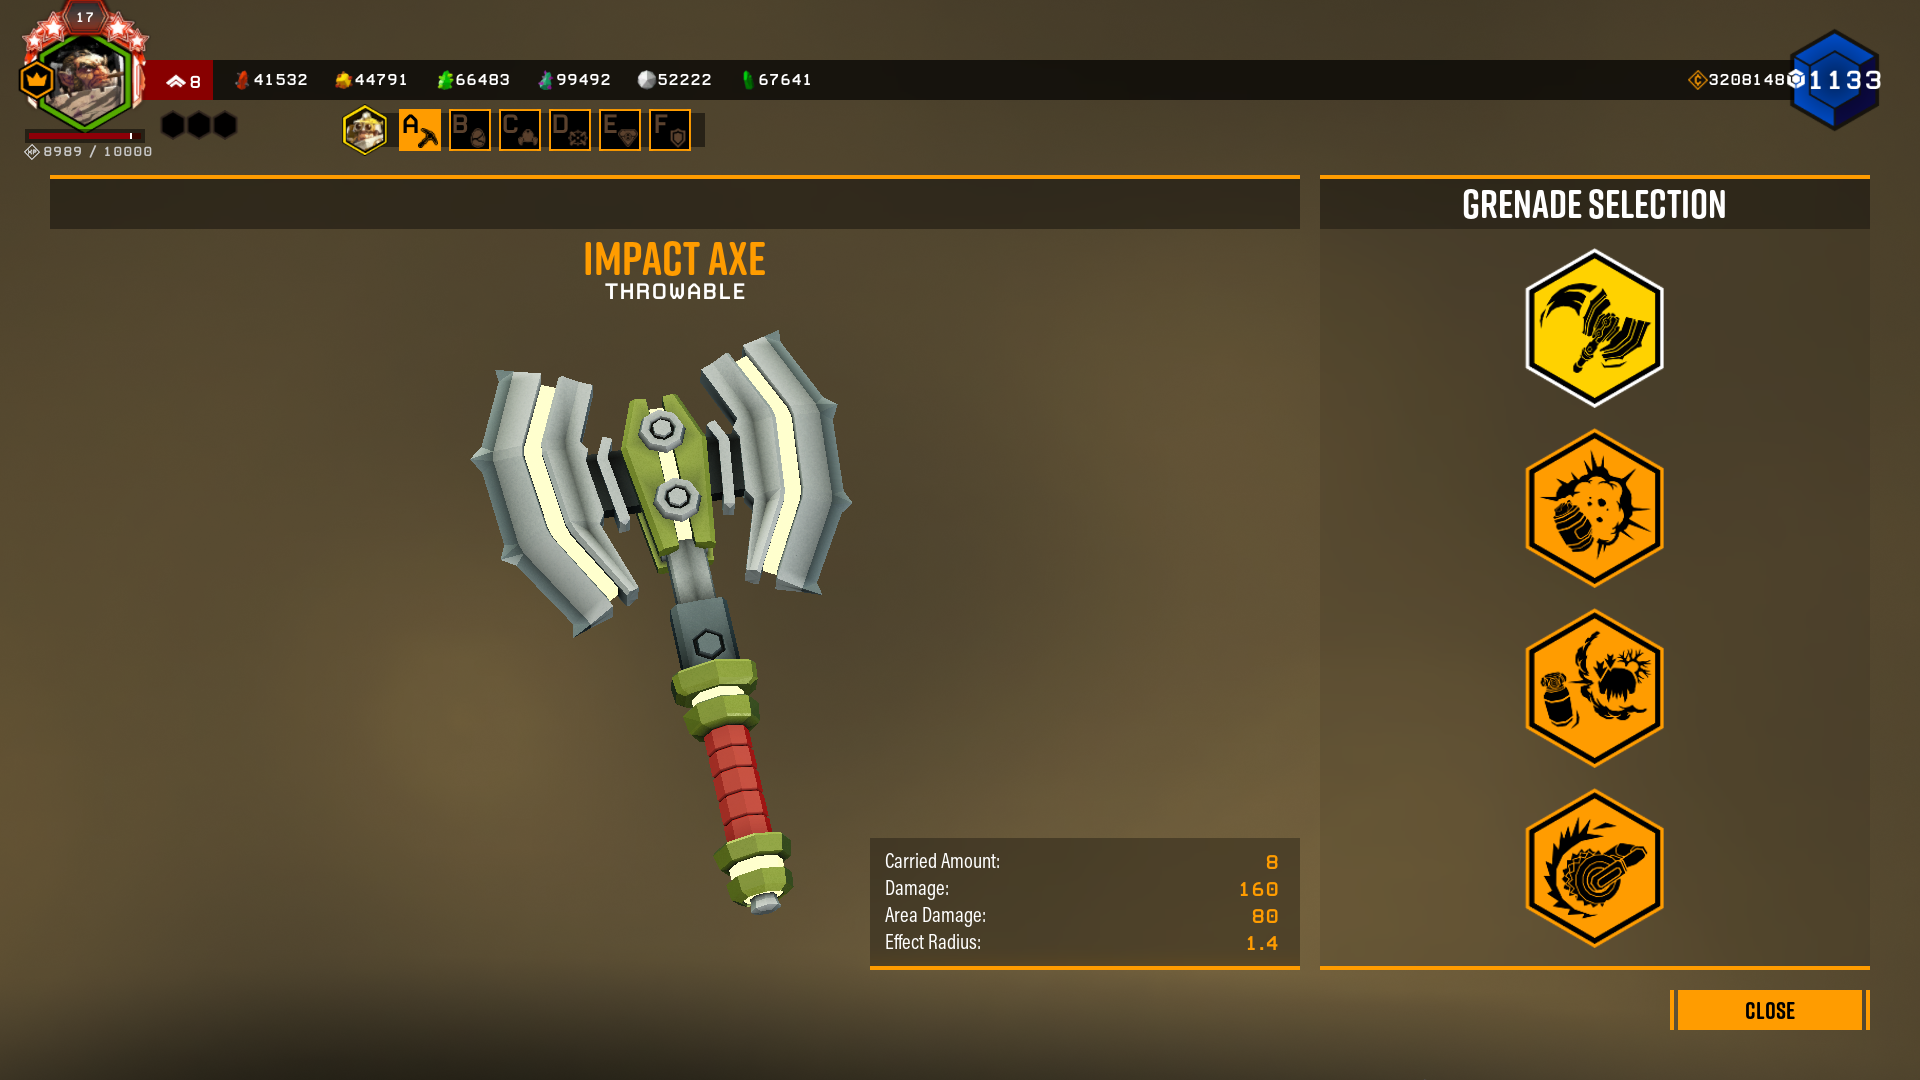 17
8
41532
44791
66483
99492
52222
67641
3208148
1133
8989 / 10000
A
B
C
D
E
F
GRENADE SELECTION
IMPACT AXE
THROWABLE
Carried Amount: 8
Damage: 160
Area Damage: 80
Effect Radius: 1.4
CLOSE